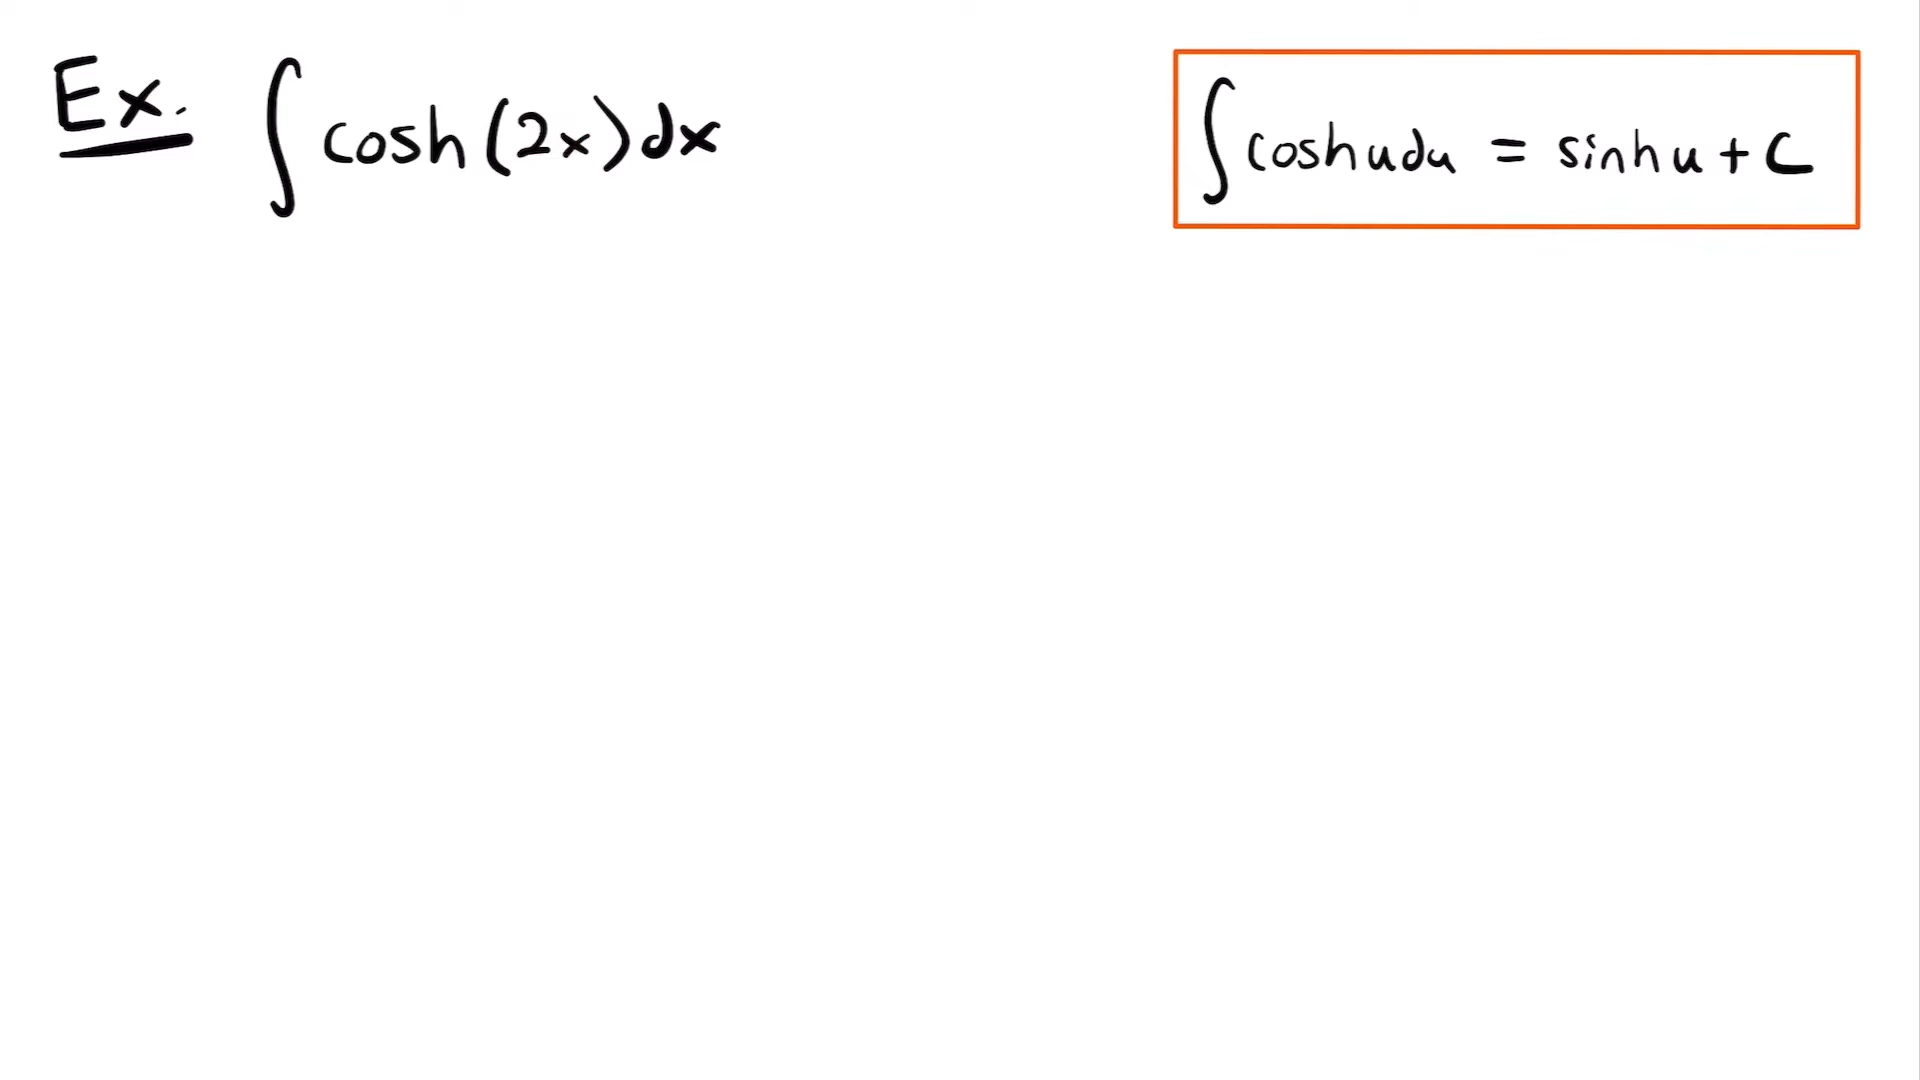 Ex. ∫ cosh(2x)dx
∫ coshudu = sinhu + C